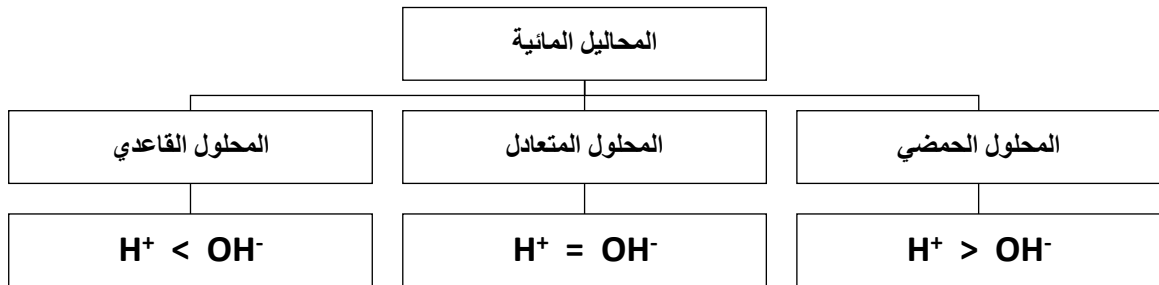 المحاليل المائية
المحلول الحمضي
المحلول المتعادل
المحلول القاعدي
H⁺ > OH⁻
H⁺ = OH⁻
H⁺ < OH⁻